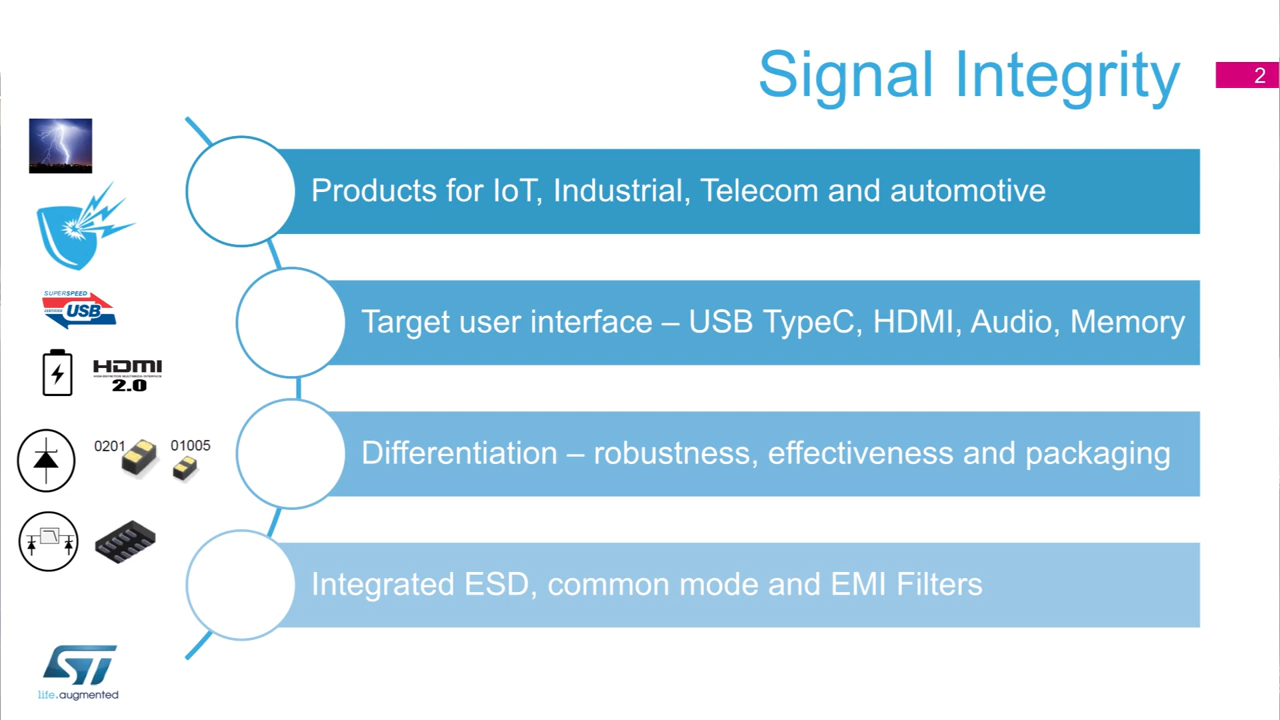 Signal Integrity
2
Products for IoT, Industrial, Telecom and automotive
SUPERSPEED
USB
Target user interface – USB TypeC, HDMI, Audio, Memory
HDMI
2.0
0201
01005
Differentiation – robustness, effectiveness and packaging
Integrated ESD, common mode and EMI Filters
ST
life.augmented